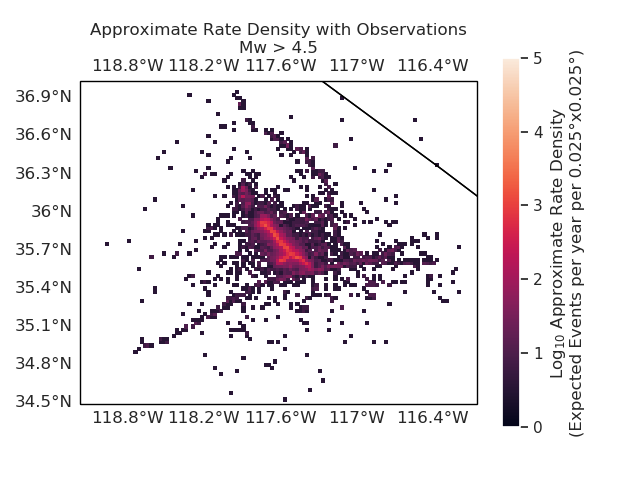 Approximate Rate Density with Observations
Mw > 4.5
118.8°W 118.2°W 117.6°W 117°W 116.4°W
36.9°N
36.6°N
36.3°N
36°N
35.7°N
35.4°N
35.1°N
34.8°N
34.5°N
118.8°W 118.2°W 117.6°W 117°W 116.4°W
5
4
3
2
1
0
Log₁₀ Approximate Rate Density
(Expected Events per year per 0.025°x0.025°)